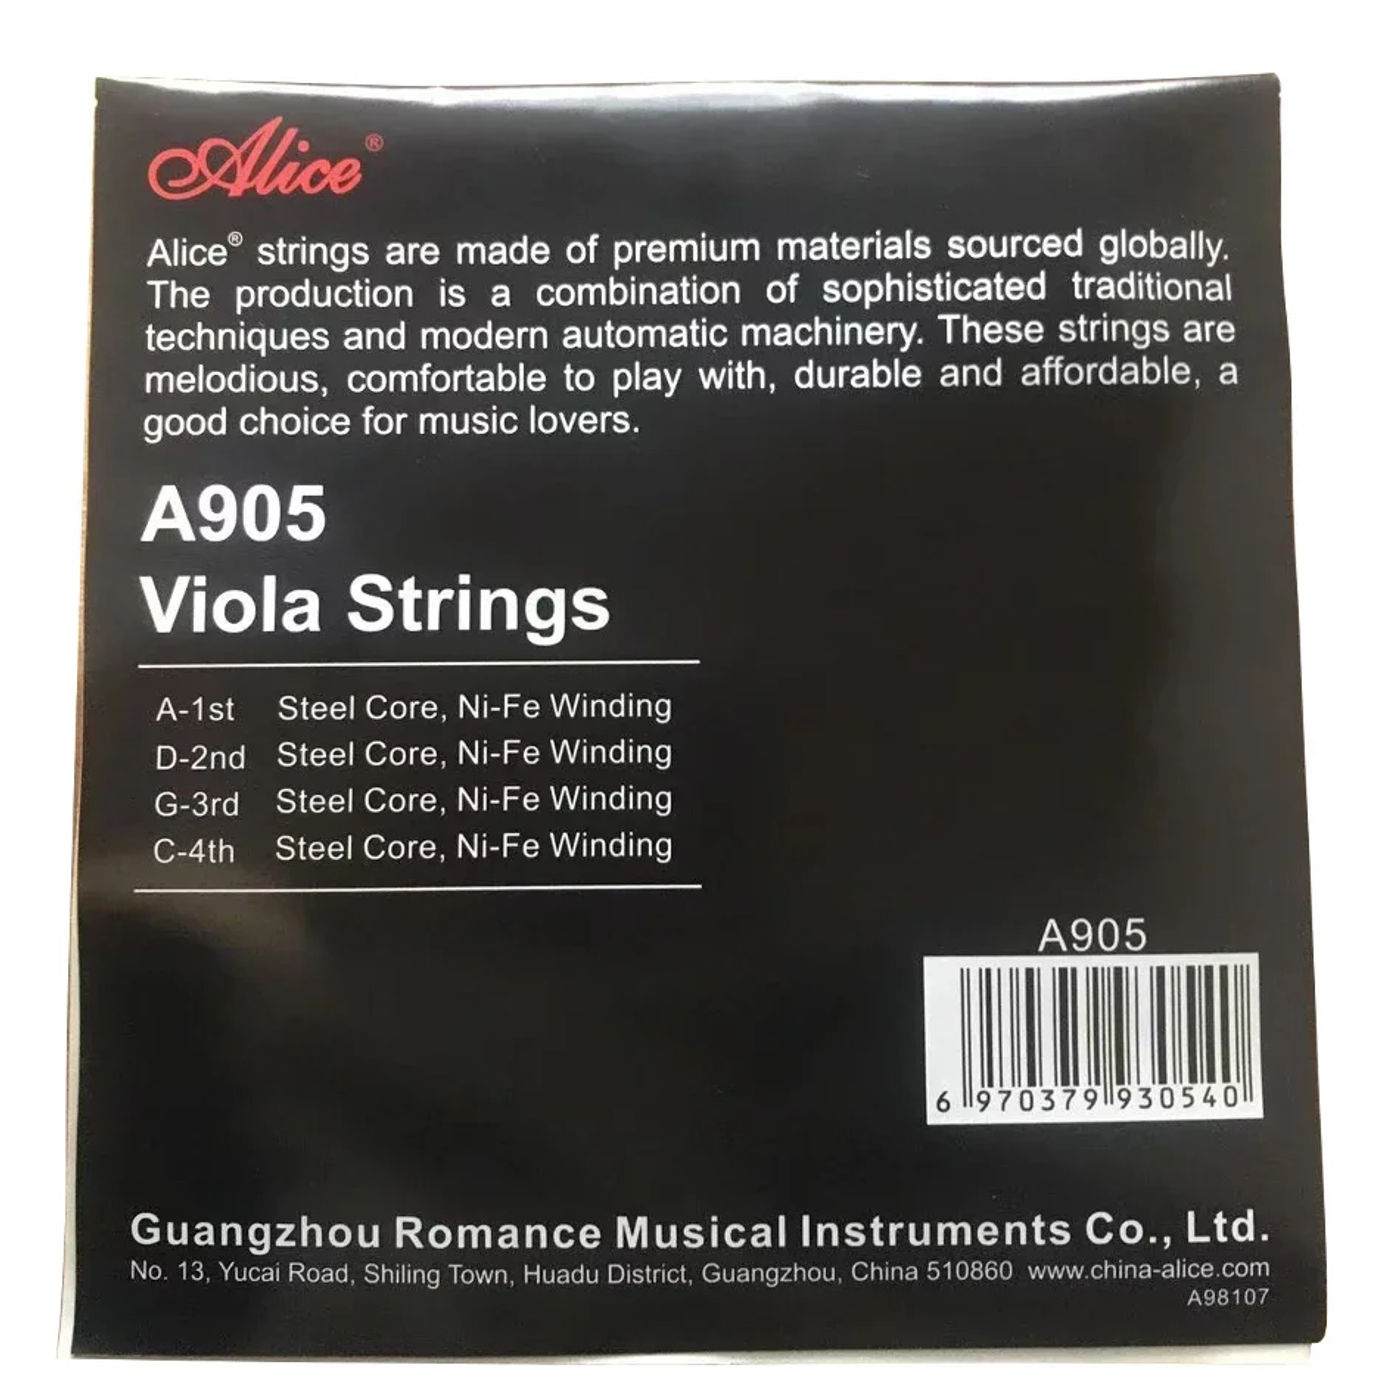 Alice®
Alice® strings are made of premium materials sourced globally.
The production is a combination of sophisticated traditional
techniques and modern automatic machinery. These strings are
melodious, comfortable to play with, durable and affordable, a
good choice for music lovers.
A905
Viola Strings
A-1st Steel Core, Ni-Fe Winding
D-2nd Steel Core, Ni-Fe Winding
G-3rd Steel Core, Ni-Fe Winding
C-4th Steel Core, Ni-Fe Winding
A905
6 970379 930540
Guangzhou Romance Musical Instruments Co., Ltd.
No. 13, Yucai Road, Shiling Town, Huadu District, Guangzhou, China 510860 www.china-alice.com
A98107